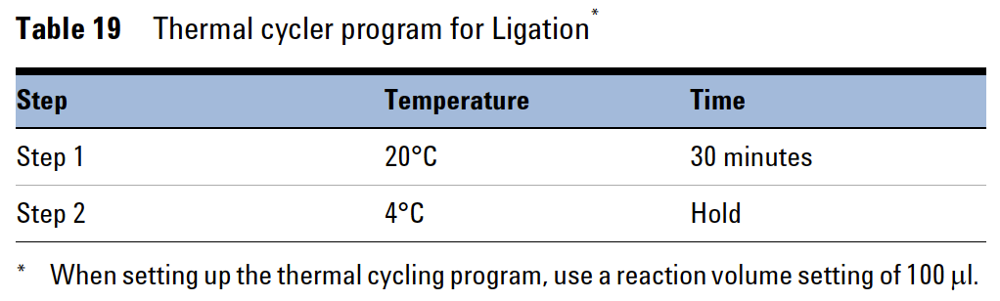 Table 19 Thermal cycler program for Ligation*
Step Temperature Time
Step 1 20°C 30 minutes
Step 2 4°C Hold
* When setting up the thermal cycling program, use a reaction volume setting of 100 µl.